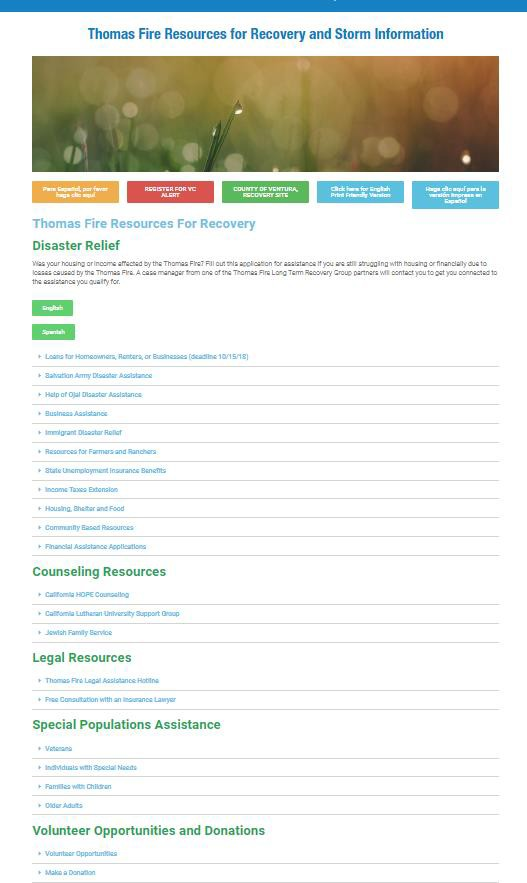 Thomas Fire Resources for Recovery and Storm Information
Para Español, por favor
haga clic aquí
REGISTER FOR VC
ALERT
COUNTY OF VENTURA,
RECOVERY SITE
Click here for English
Print Friendly Version
Haga clic aquí para la
versión impresa en
Español
Thomas Fire Resources For Recovery
Disaster Relief
Was your housing or income affected by the Thomas Fire? Fill out this application for assistance if you are still struggling with housing or financially due to
losses caused by the Thomas Fire. A case manager from one of the Thomas Fire Long Term Recovery Group partners will contact you to get you connected to
the assistance you qualify for.
English
Spanish
Loans for Homeowners, Renters, or Businesses (deadline 10/15/18)
Salvation Army Disaster Assistance
Help of Ojai Disaster Assistance
Business Assistance
Immigrant Disaster Relief
Resources for Farmers and Ranchers
State Unemployment Insurance Benefits
Income Taxes Extension
Housing, Shelter and Food
Community Based Resources
Financial Assistance Applications
Counseling Resources
California HOPE Counseling
California Lutheran University Support Group
Jewish Family Service
Legal Resources
Thomas Fire Legal Assistance Hotline
Free Consultation with an Insurance Lawyer
Special Populations Assistance
Veterans
Individuals with Special Needs
Families with Children
Older Adults
Volunteer Opportunities and Donations
Volunteer Opportunities
Make a Donation